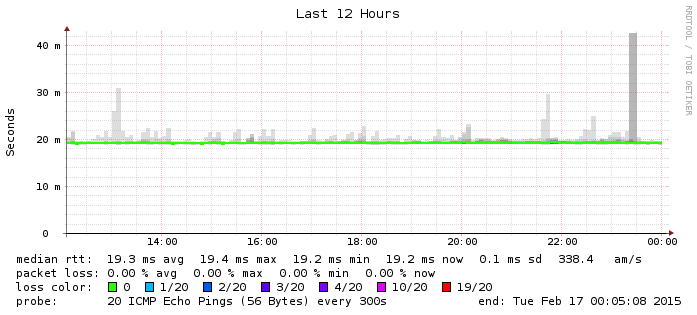 Last 12 Hours
RRDTOOL / TOBI OETIKER
Seconds
40 m
30 m
20 m
10 m
0
14:00 16:00 18:00 20:00 22:00 00:00
median rtt: 19.3 ms avg 19.4 ms max 19.2 ms min 19.2 ms now 0.1 ms sd 338.4 am/s
packet loss: 0.00 % avg 0.00 % max 0.00 % min 0.00 % now
loss color: 0 1/20 2/20 3/20 4/20 10/20 19/20
probe: 20 ICMP Echo Pings (56 Bytes) every 300s end: Tue Feb 17 00:05:08 2015